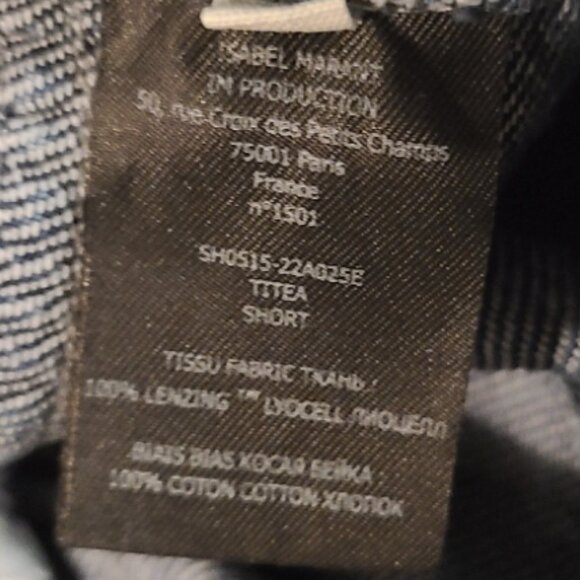 ISABEL MARANT
IM PRODUCTION
50, rue Croix des Petits Champs
75001 Paris
France
n°1501
SH0515-22A025E
TITEA
SHORT
TISSU FABRIC ТКАНЬ :
100% LENZING ™ LYOCELL ЛИОЦЕЛЛ
BIAIS BIAS КОСАЯ БЕЙКА :
100% COTON COTTON ХЛОПОК